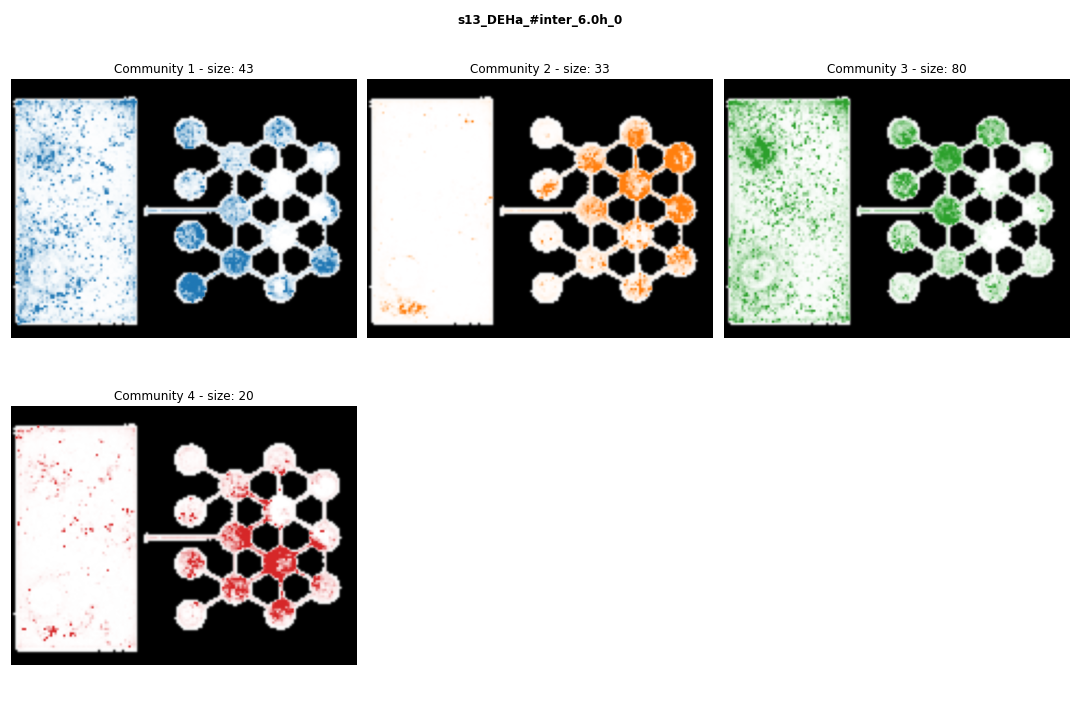 s13_DEHa_#inter_6.0h_0
Community 1 - size: 43
Community 2 - size: 33
Community 3 - size: 80
Community 4 - size: 20